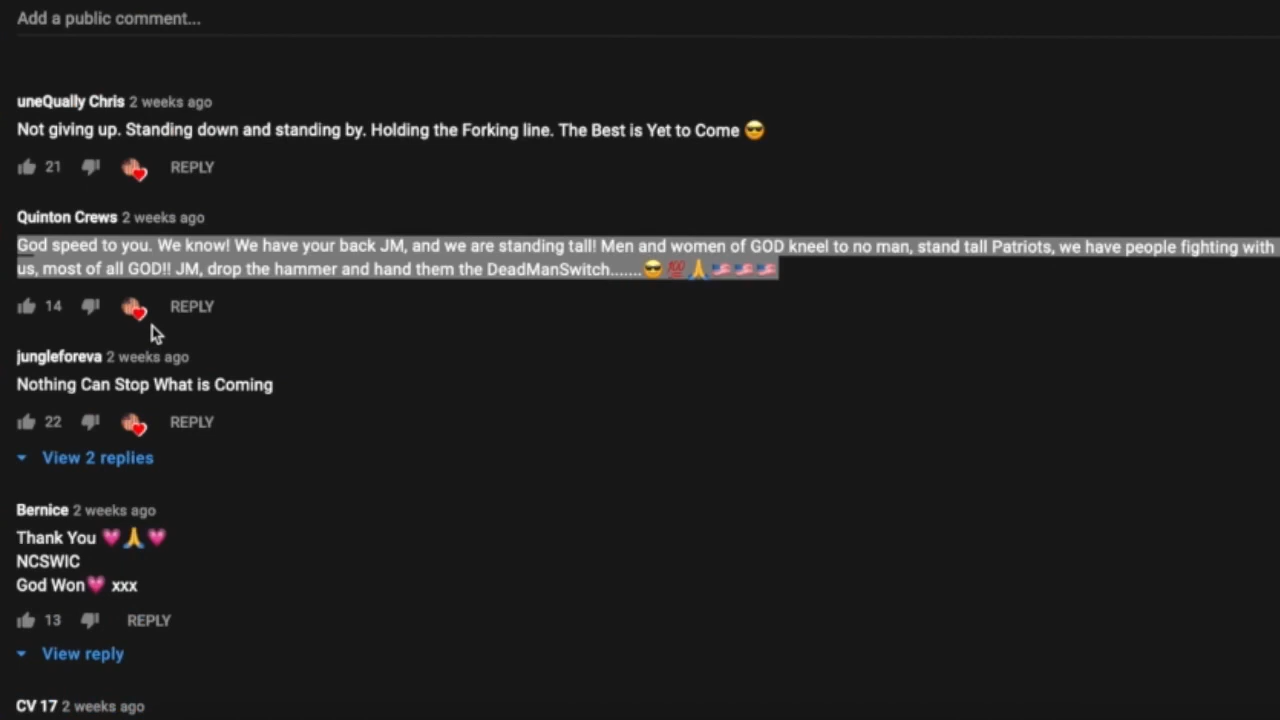 Add a public comment...
uneQually Chris 2 weeks ago
Not giving up. Standing down and standing by. Holding the Forking line. The Best is Yet to Come 😎
21 REPLY
Quinton Crews 2 weeks ago
God speed to you. We know! We have your back JM, and we are standing tall! Men and women of GOD kneel to no man, stand tall Patriots, we have people fighting with
us, most of all GOD!! JM, drop the hammer and hand them the DeadManSwitch.......😎 💯🙏🇺🇸🇺🇸🇺🇸
14 REPLY
jungleforeva 2 weeks ago
Nothing Can Stop What is Coming
22 REPLY
View 2 replies
Bernice 2 weeks ago
Thank You 💗🙏💗
NCSWIC
God Won💗 xxx
13 REPLY
View reply
CV 17 2 weeks ago